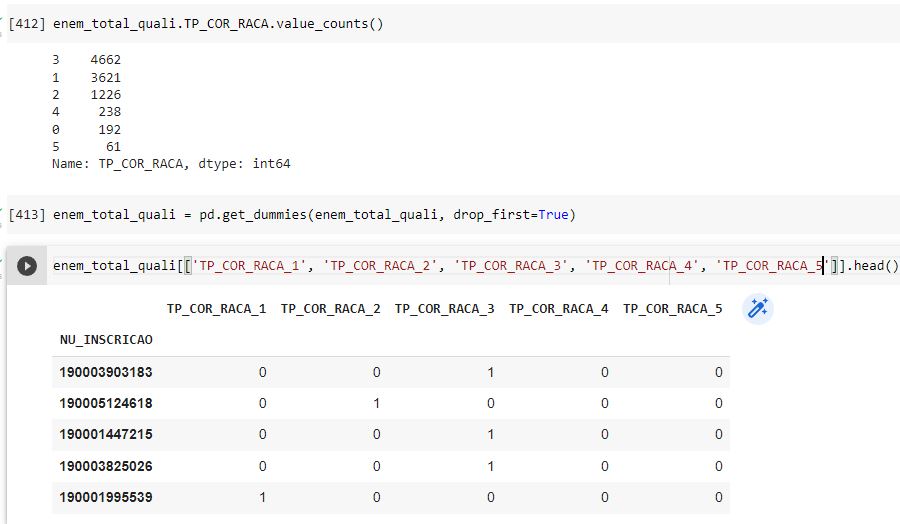 [412] enem_total_quali.TP_COR_RACA.value_counts()
3 4662
1 3621
2 1226
4 238
0 192
5 61
Name: TP_COR_RACA, dtype: int64
[413] enem_total_quali = pd.get_dummies(enem_total_quali, drop_first=True)
enem_total_quali[['TP_COR_RACA_1', 'TP_COR_RACA_2', 'TP_COR_RACA_3', 'TP_COR_RACA_4', 'TP_COR_RACA_5']].head()
TP_COR_RACA_1 TP_COR_RACA_2 TP_COR_RACA_3 TP_COR_RACA_4 TP_COR_RACA_5
NU_INSCRICAO
190003903183 0 0 1 0 0
190005124618 0 1 0 0 0
190001447215 0 0 1 0 0
190003825026 0 0 1 0 0
190001995539 1 0 0 0 0